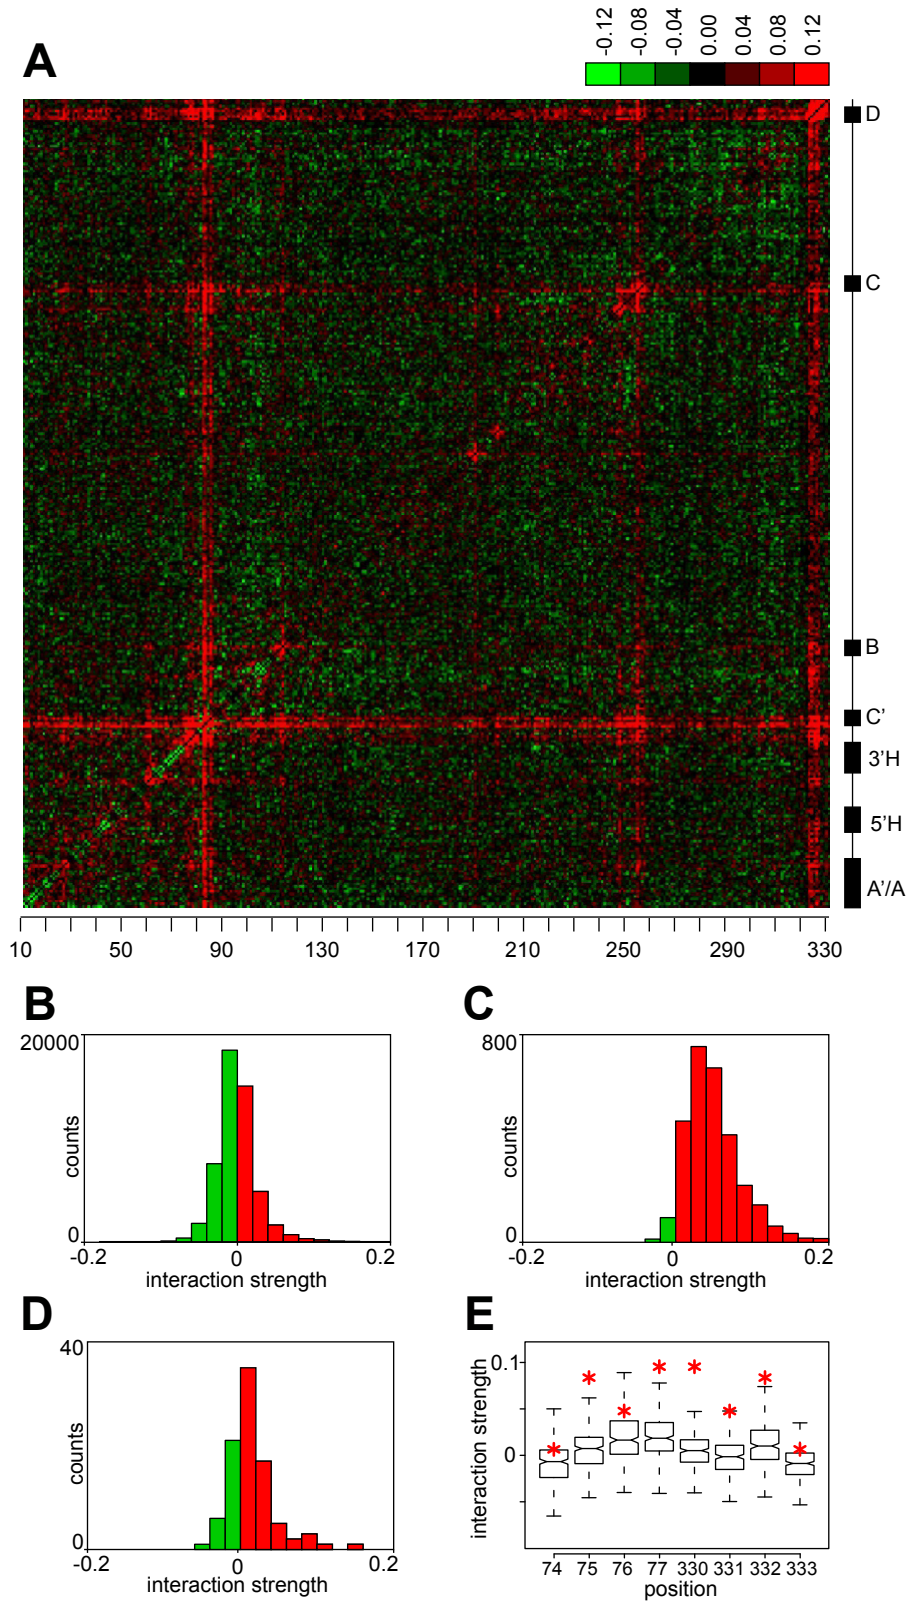 A
-0.12 -0.08 -0.04 0.00 0.04 0.08 0.12
D
C
B
C'
3'H
5'H
A'/A
10 50 90 130 170 210 250 290 330
B
20000
counts
0
-0.2 0 0.2
interaction strength
C
800
counts
0
-0.2 0 0.2
interaction strength
D
40
counts
0
-0.2 0 0.2
interaction strength
E
0.1
interaction strength
0
74 75 76 77 330 331 332 333
position